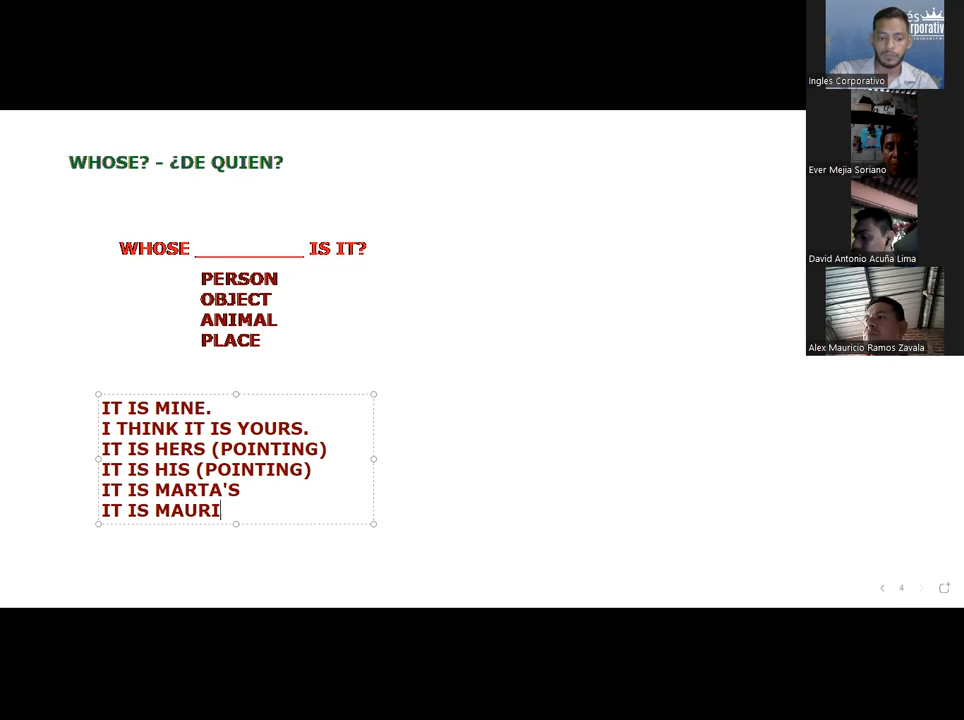 WHOSE? - ¿DE QUIEN?
WHOSE __________ IS IT?
PERSON
OBJECT
ANIMAL
PLACE
IT IS MINE.
I THINK IT IS YOURS.
IT IS HERS (POINTING)
IT IS HIS (POINTING)
IT IS MARTA'S
IT IS MAURI
4
Ingles Corporativo
Ever Mejia Soriano
David Antonio Acuña Lima
Alex Mauricio Ramos Zavala